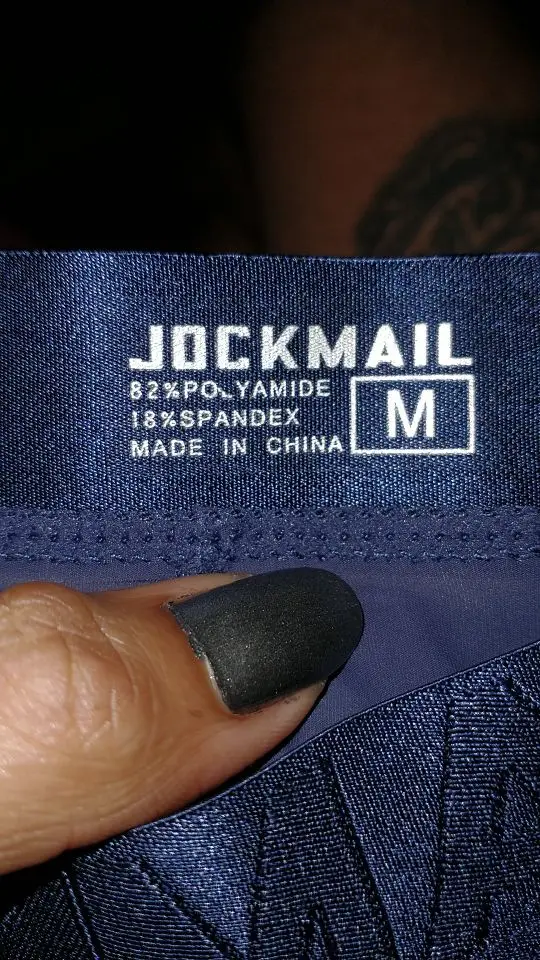 JOCKMAIL
82%POLYAMIDE
18%SPANDEX
MADE IN CHINA
M